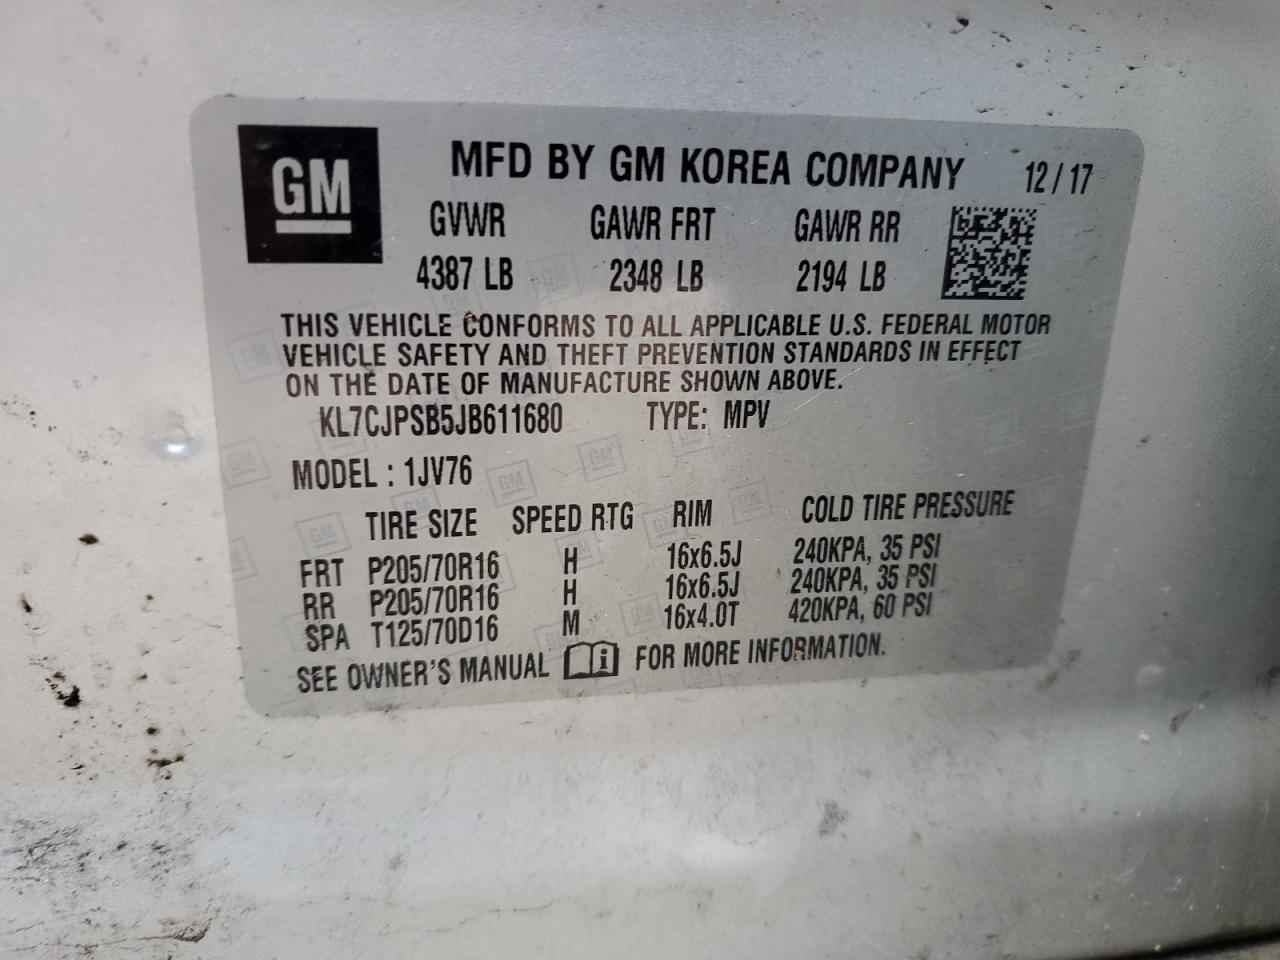 GM
MFD BY GM KOREA COMPANY 12/17
GVWR GAWR FRT GAWR RR
4387 LB 2348 LB 2194 LB
THIS VEHICLE CONFORMS TO ALL APPLICABLE U.S. FEDERAL MOTOR
VEHICLE SAFETY AND THEFT PREVENTION STANDARDS IN EFFECT
ON THE DATE OF MANUFACTURE SHOWN ABOVE.
KL7CJPSB5JB611680 TYPE: MPV
MODEL : 1JV76
TIRE SIZE SPEED RTG RIM COLD TIRE PRESSURE
FRT P205/70R16 H 16x6.5J 240KPA, 35 PSI
RR P205/70R16 H 16x6.5J 240KPA, 35 PSI
SPA T125/70D16 M 16x4.0T 420KPA, 60 PSI
SEE OWNER'S MANUAL FOR MORE INFORMATION.